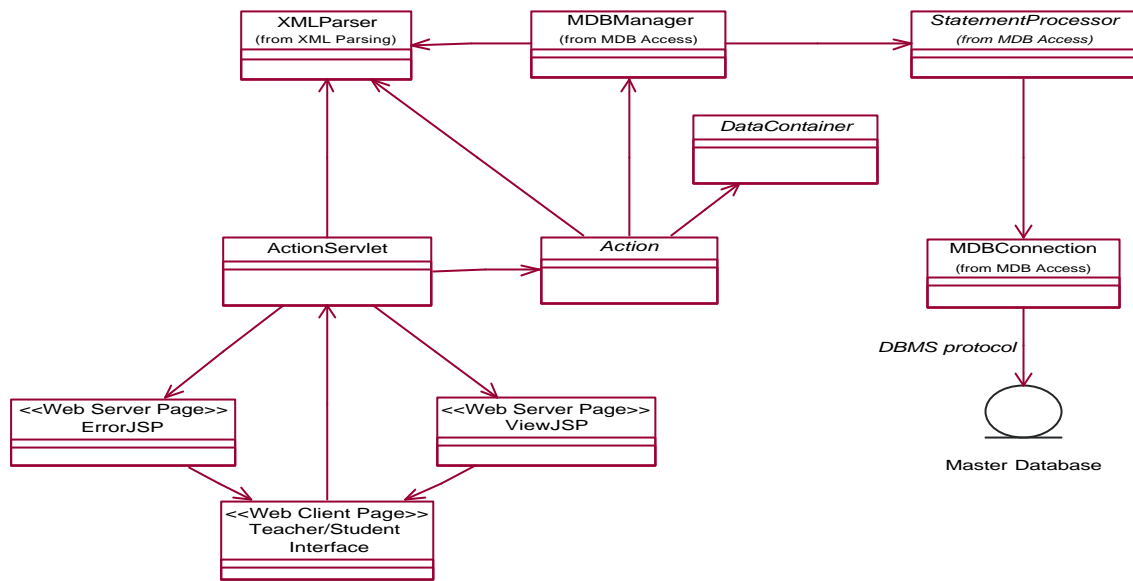 XMLParser
(from XML Parsing)
MDBManager
(from MDB Access)
StatementProcessor
(from MDB Access)
DataContainer
ActionServlet
Action
MDBConnection
(from MDB Access)
DBMS protocol
<<Web Server Page>>
ErrorJSP
<<Web Server Page>>
ViewJSP
Master Database
<<Web Client Page>>
Teacher/Student
Interface